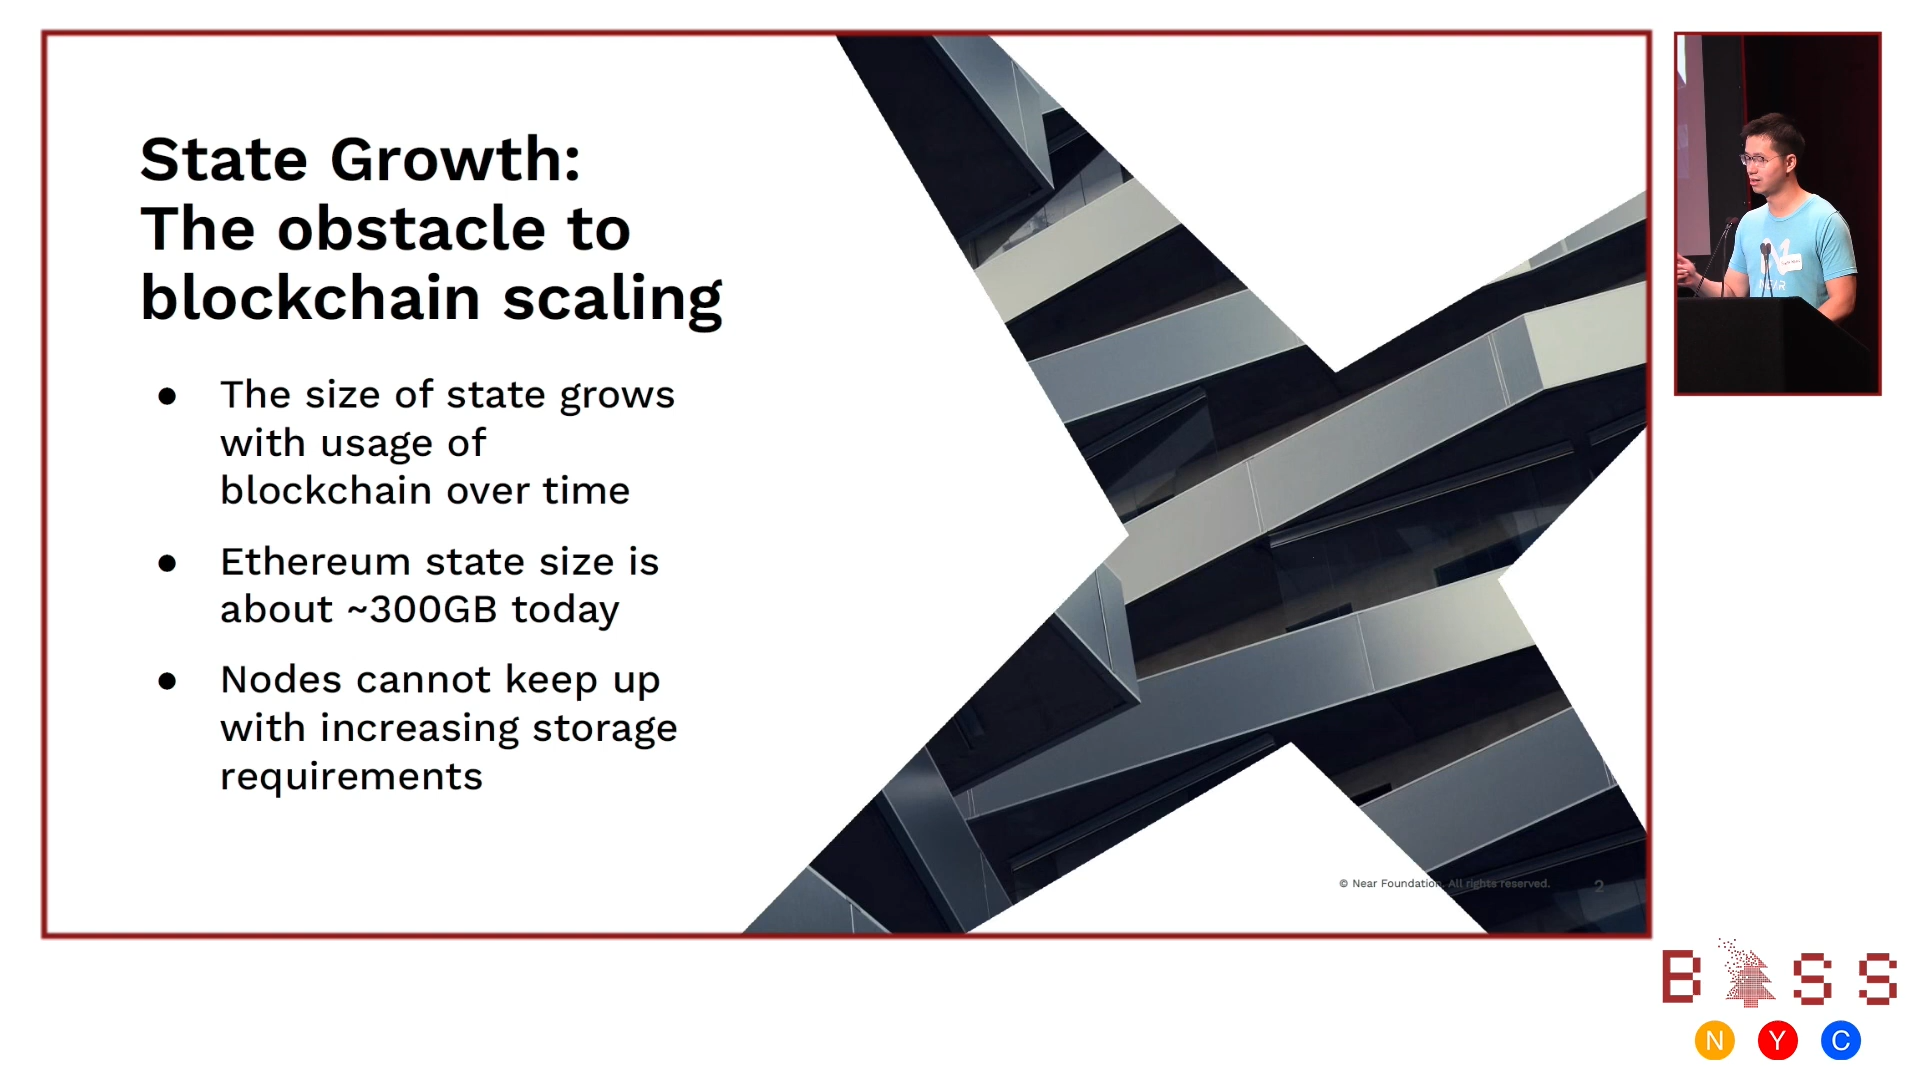 State Growth:
The obstacle to
blockchain scaling
● The size of state grows
with usage of
blockchain over time
● Ethereum state size is
about ~300GB today
● Nodes cannot keep up
with increasing storage
requirements
© Near Foundation. All rights reserved.
2
NEAR
B S S
N Y C